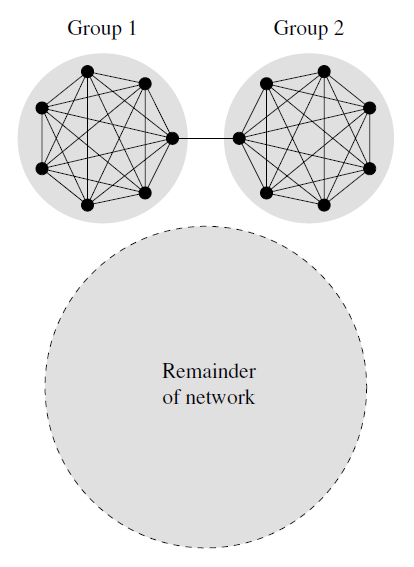 Group 1
Group 2
Remainder
of network